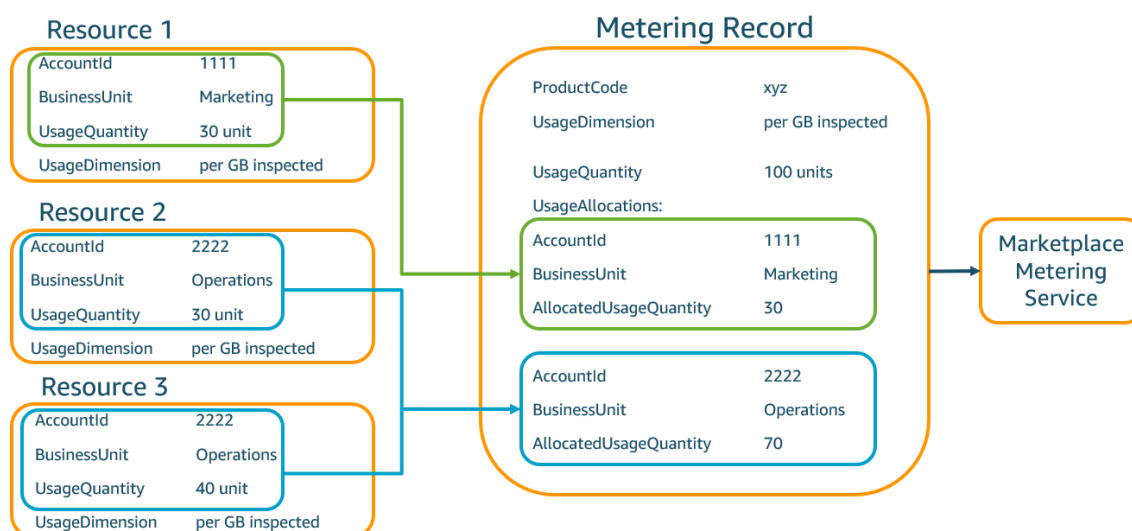 Resource 1
AccountId 1111
BusinessUnit Marketing
UsageQuantity 30 unit
UsageDimension per GB inspected
Resource 2
AccountId 2222
BusinessUnit Operations
UsageQuantity 30 unit
UsageDimension per GB inspected
Resource 3
AccountId 2222
BusinessUnit Operations
UsageQuantity 40 unit
UsageDimension per GB inspected
Metering Record
ProductCode xyz
UsageDimension per GB inspected
UsageQuantity 100 units
UsageAllocations:
AccountId 1111
BusinessUnit Marketing
AllocatedUsageQuantity 30
AccountId 2222
BusinessUnit Operations
AllocatedUsageQuantity 70
Marketplace
Metering
Service